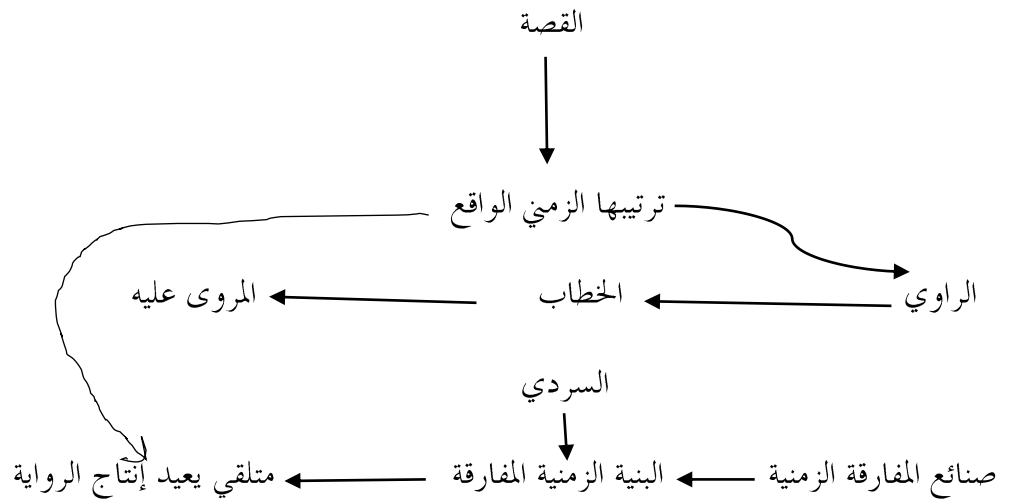 القصة
ترتيبها الزمني الواقع
الراوي الخطاب المروى عليه
السردي
صنائع المفارقة الزمنية البنية الزمنية المفارقة متلقي يعيد إنتاج الرواية